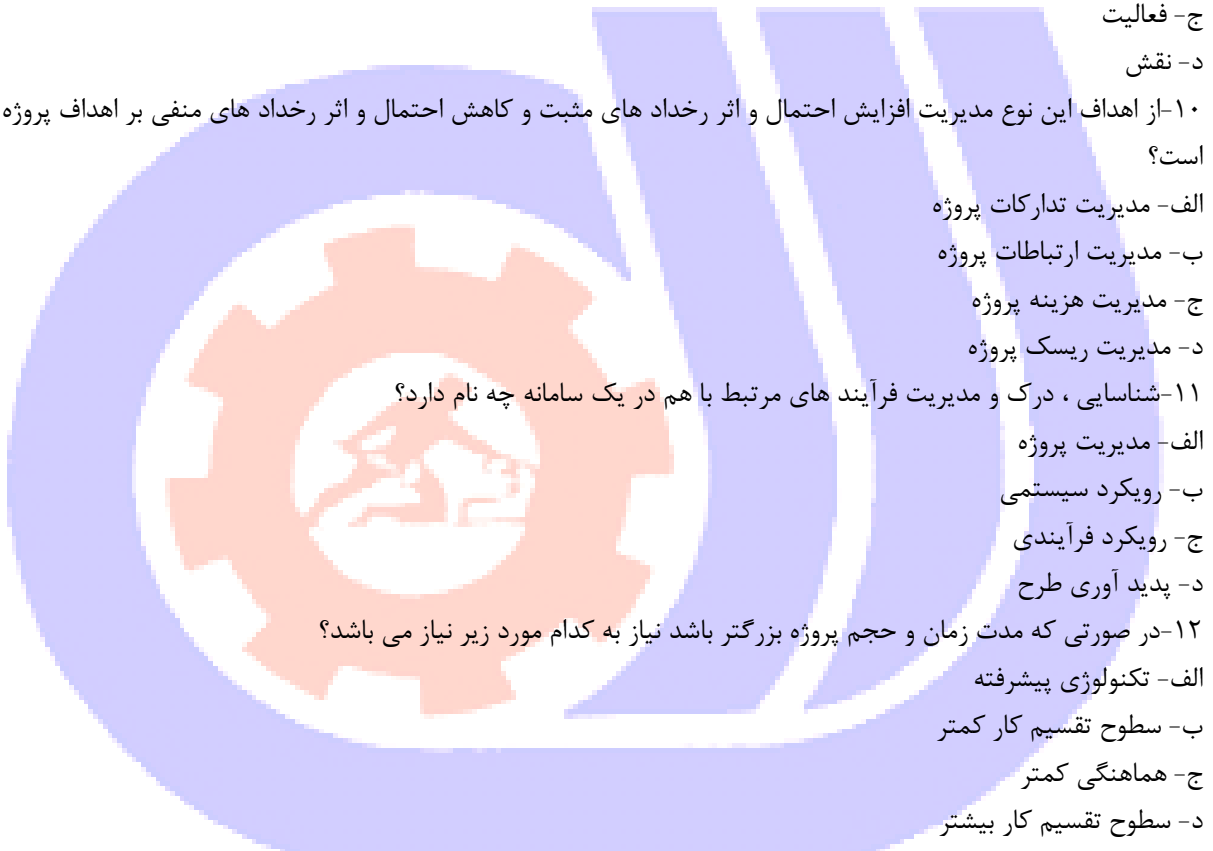 ج- فعالیت
د- نقش
۱۰-از اهداف این نوع مدیریت افزایش احتمال و اثر رخداد های مثبت و کاهش احتمال و اثر رخداد های منفی بر اهداف پروژه
است؟
الف- مدیریت تدارکات پروژه
ب- مدیریت ارتباطات پروژه
ج- مدیریت هزینه پروژه
د- مدیریت ریسک پروژه
۱۱-شناسایی ، درک و مدیریت فرآیند های مرتبط با هم در یک سامانه چه نام دارد؟
الف- مدیریت پروژه
ب- رویکرد سیستمی
ج- رویکرد فرآیندی
د- پدید آوری طرح
۱۲-در صورتی که مدت زمان و حجم پروژه بزرگتر باشد نیاز به کدام مورد زیر نیاز می باشد؟
الف- تکنولوژی پیشرفته
ب- سطوح تقسیم کار کمتر
ج- هماهنگی کمتر
د- سطوح تقسیم کار بیشتر